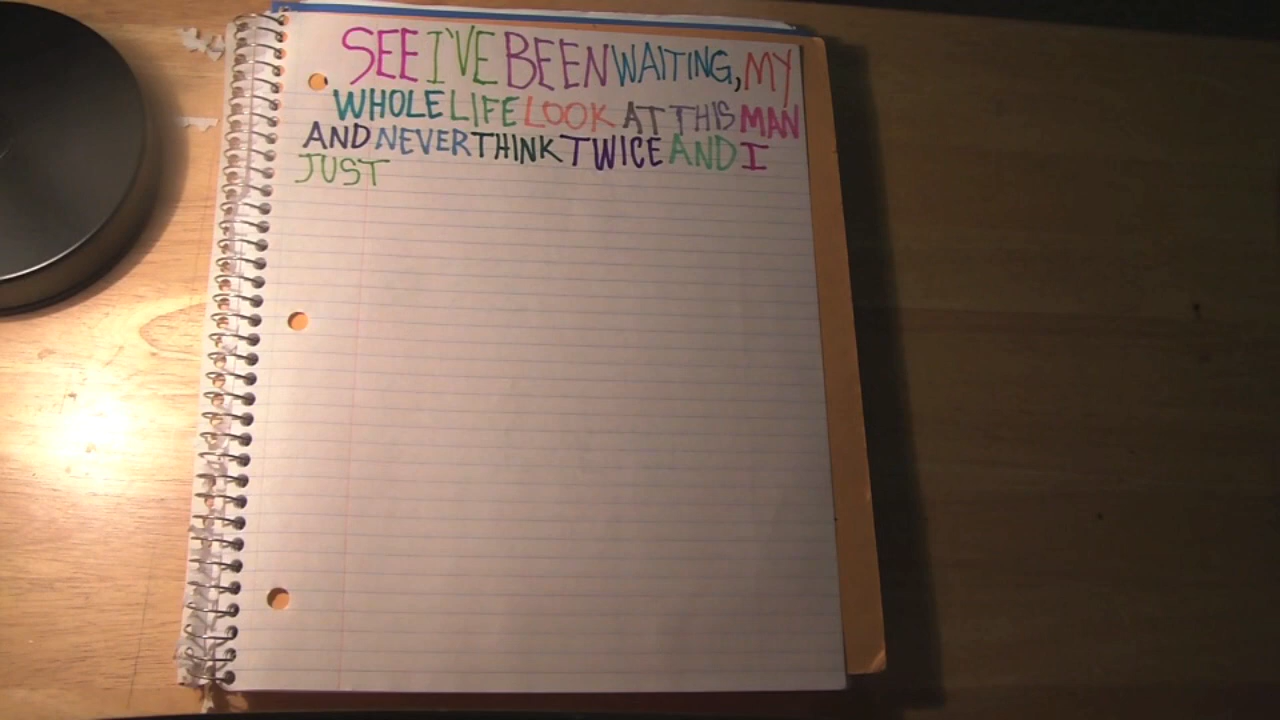 SEE I'VE BEEN WAITING, MY
WHOLE LIFE LOOK AT THIS MAN
AND NEVER THINK TWICE AND I
JUST